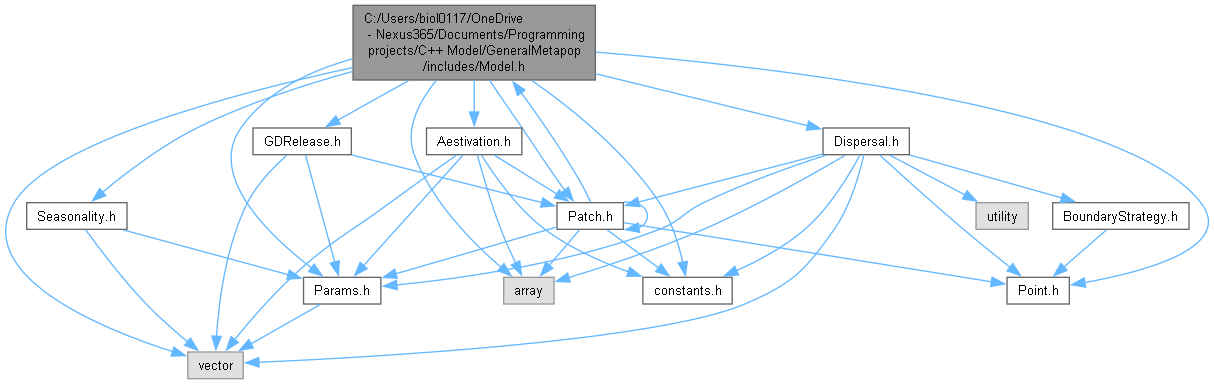 C:/Users/biol0117/OneDrive
- Nexus365/Documents/Programming
projects/C++ Model/GeneralMetapop
/includes/Model.h
GDRelease.h
Aestivation.h
Dispersal.h
Seasonality.h
Patch.h
utility
BoundaryStrategy.h
Params.h
array
constants.h
Point.h
vector